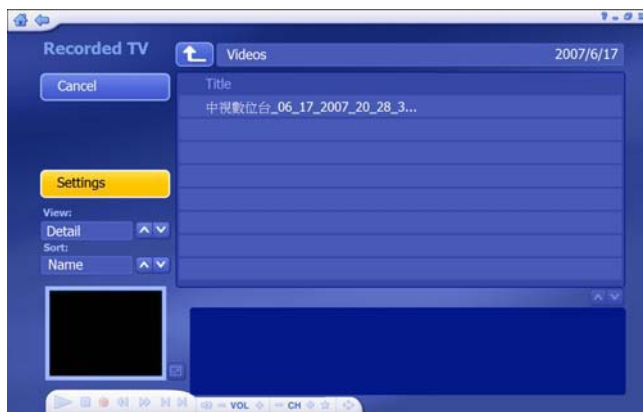 Recorded TV
Videos 2007/6/17
Cancel
Title
中視數位台_06_17_2007_20_28_3...
Settings
View:
Detail
Sort:
Name
VOL
CH